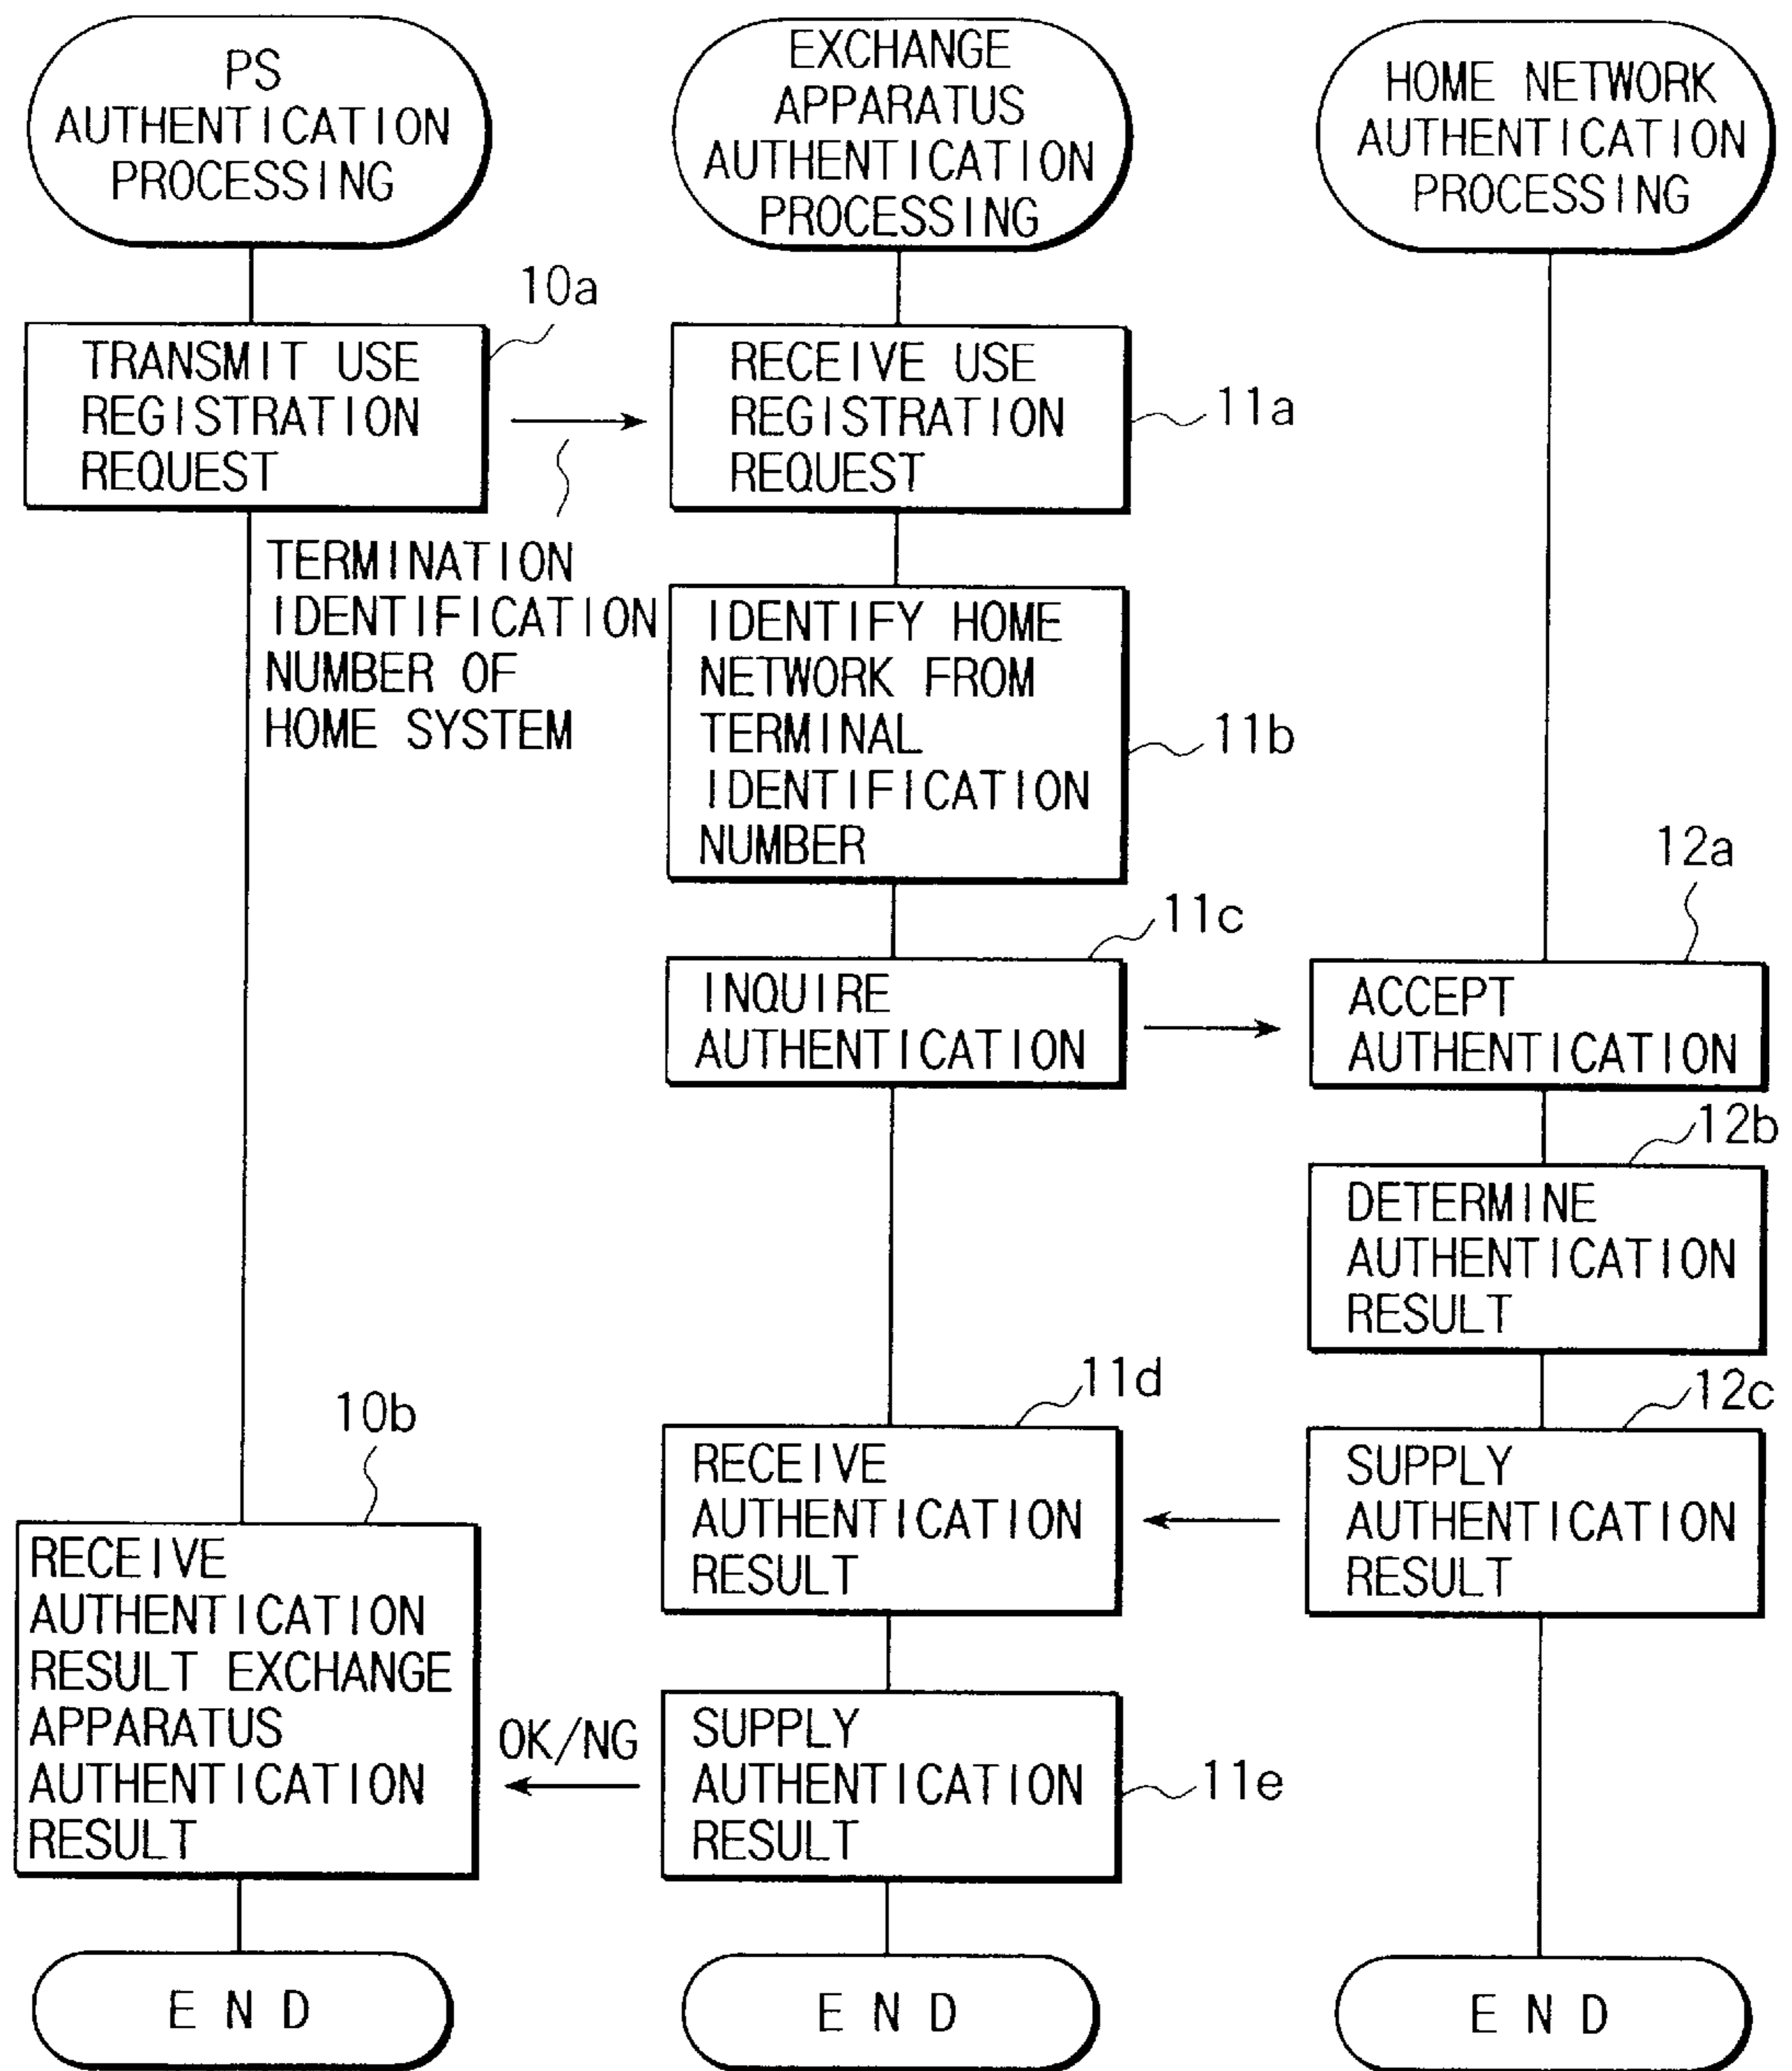 PS
AUTHENTICATION
PROCESSING
EXCHANGE
APPARATUS
AUTHENTICATION
PROCESSING
HOME NETWORK
AUTHENTICATION
PROCESSING
10a
TRANSMIT USE
REGISTRATION
REQUEST
RECEIVE USE
REGISTRATION
REQUEST
11a
TERMINATION
IDENTIFICATION
NUMBER OF
HOME SYSTEM
IDENTIFY HOME
NETWORK FROM
TERMINAL
IDENTIFICATION
NUMBER
11b
11c
INQUIRE
AUTHENTICATION
12a
ACCEPT
AUTHENTICATION
12b
DETERMINE
AUTHENTICATION
RESULT
12c
SUPPLY
AUTHENTICATION
RESULT
11d
RECEIVE
AUTHENTICATION
RESULT
10b
RECEIVE
AUTHENTICATION
RESULT EXCHANGE
APPARATUS
AUTHENTICATION
RESULT
OK/NG
SUPPLY
AUTHENTICATION
RESULT
11e
END
END
END